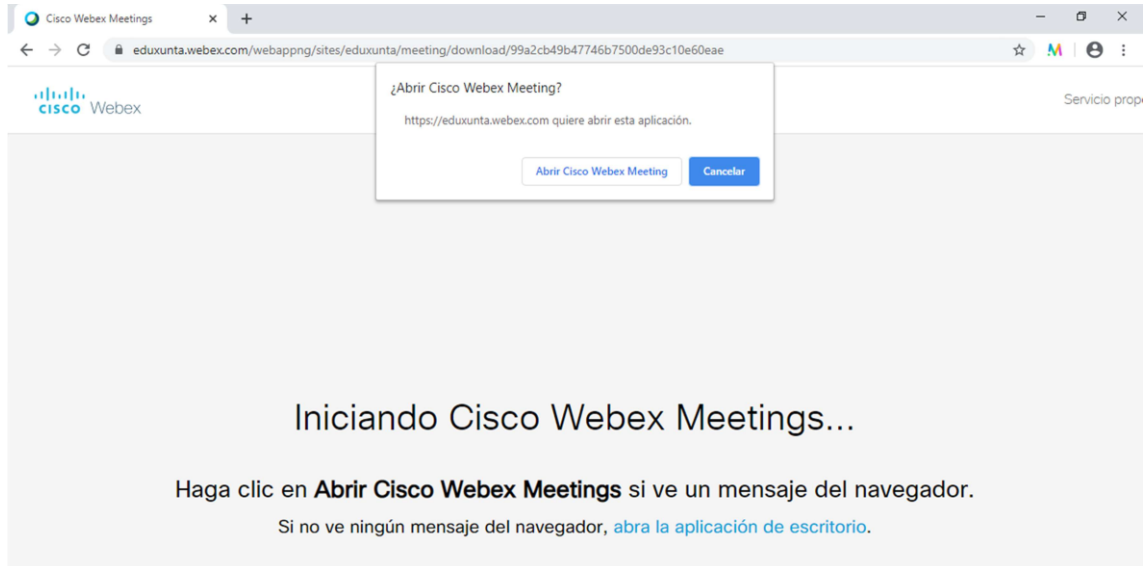 Cisco Webex Meetings
eduxunta.webex.com/webappng/sites/eduxunta/meeting/download/99a2cb49b47746b7500de93c10e60eae
M
¿Abrir Cisco Webex Meeting?
https://eduxunta.webex.com quiere abrir esta aplicación.
Abrir Cisco Webex Meeting Cancelar
cisco Webex
Servicio prop
Iniciando Cisco Webex Meetings...
Haga clic en Abrir Cisco Webex Meetings si ve un mensaje del navegador.
Si no ve ningún mensaje del navegador, abra la aplicación de escritorio.